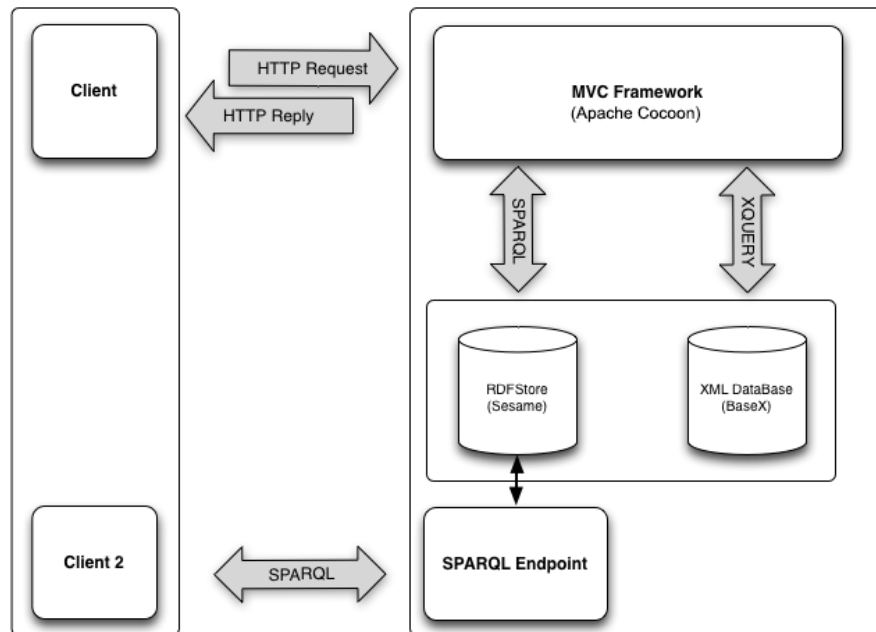 Client
HTTP Request
HTTP Reply
MVC Framework
(Apache Cocoon)
SPARQL
XQUERY
RDFStore
(Sesame)
XML DataBase
(BaseX)
Client 2
SPARQL
SPARQL Endpoint